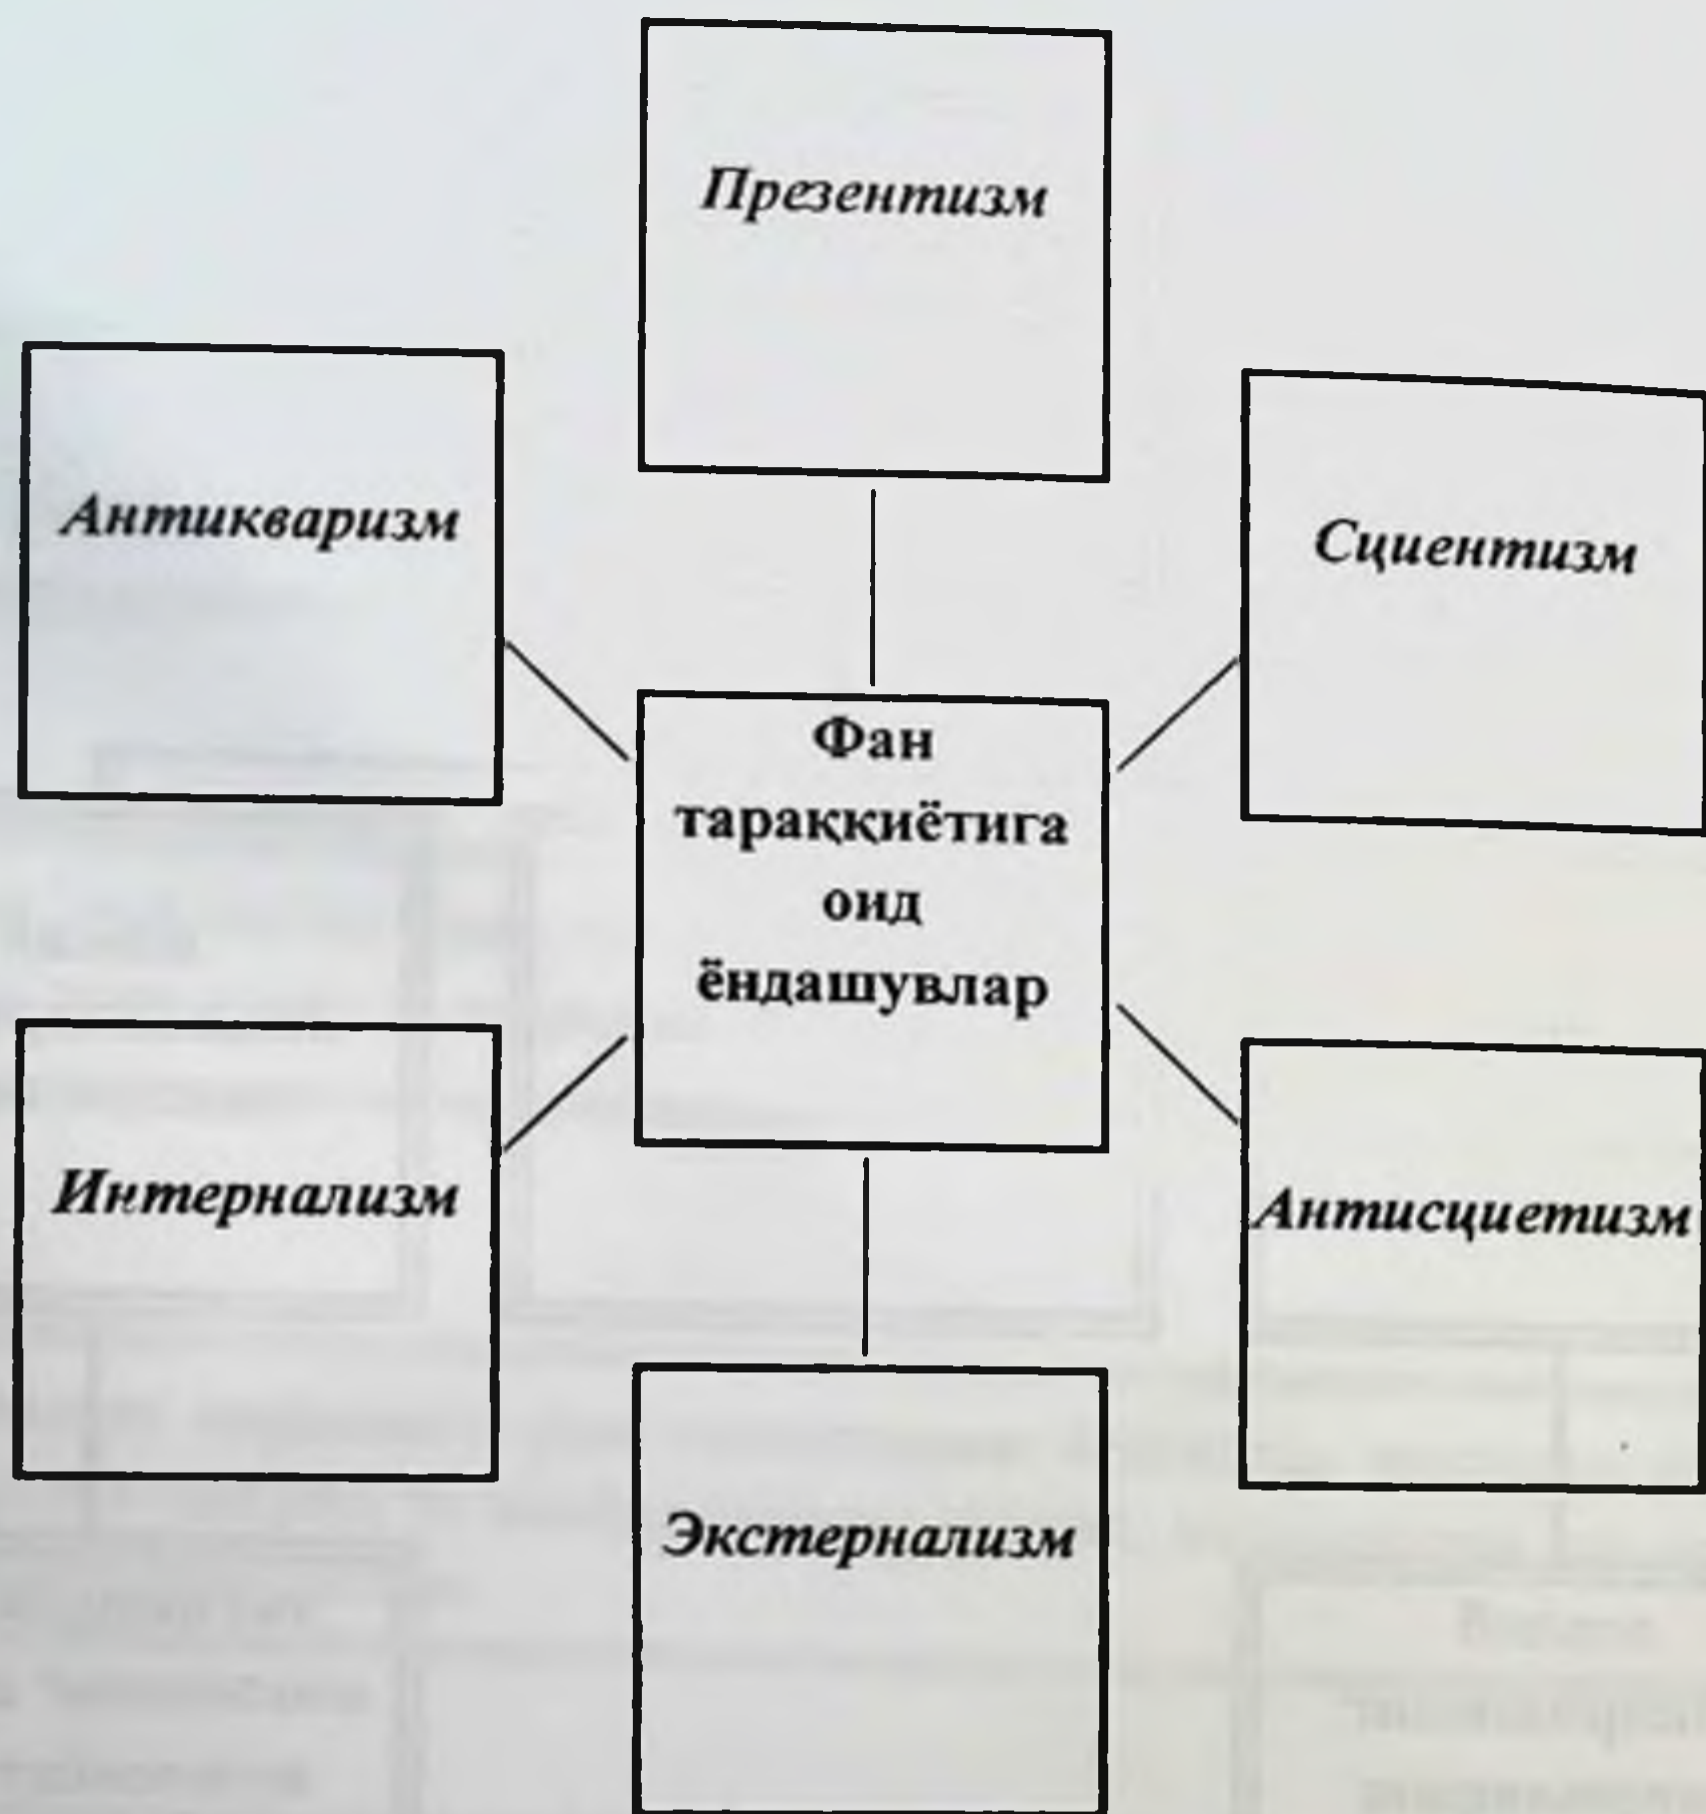 Презентизм
Антикваризм
Сциентизм
Фан
тараққиётига
оид
ёндашувлар
Интернализм
Антисциетизм
Экстернализм